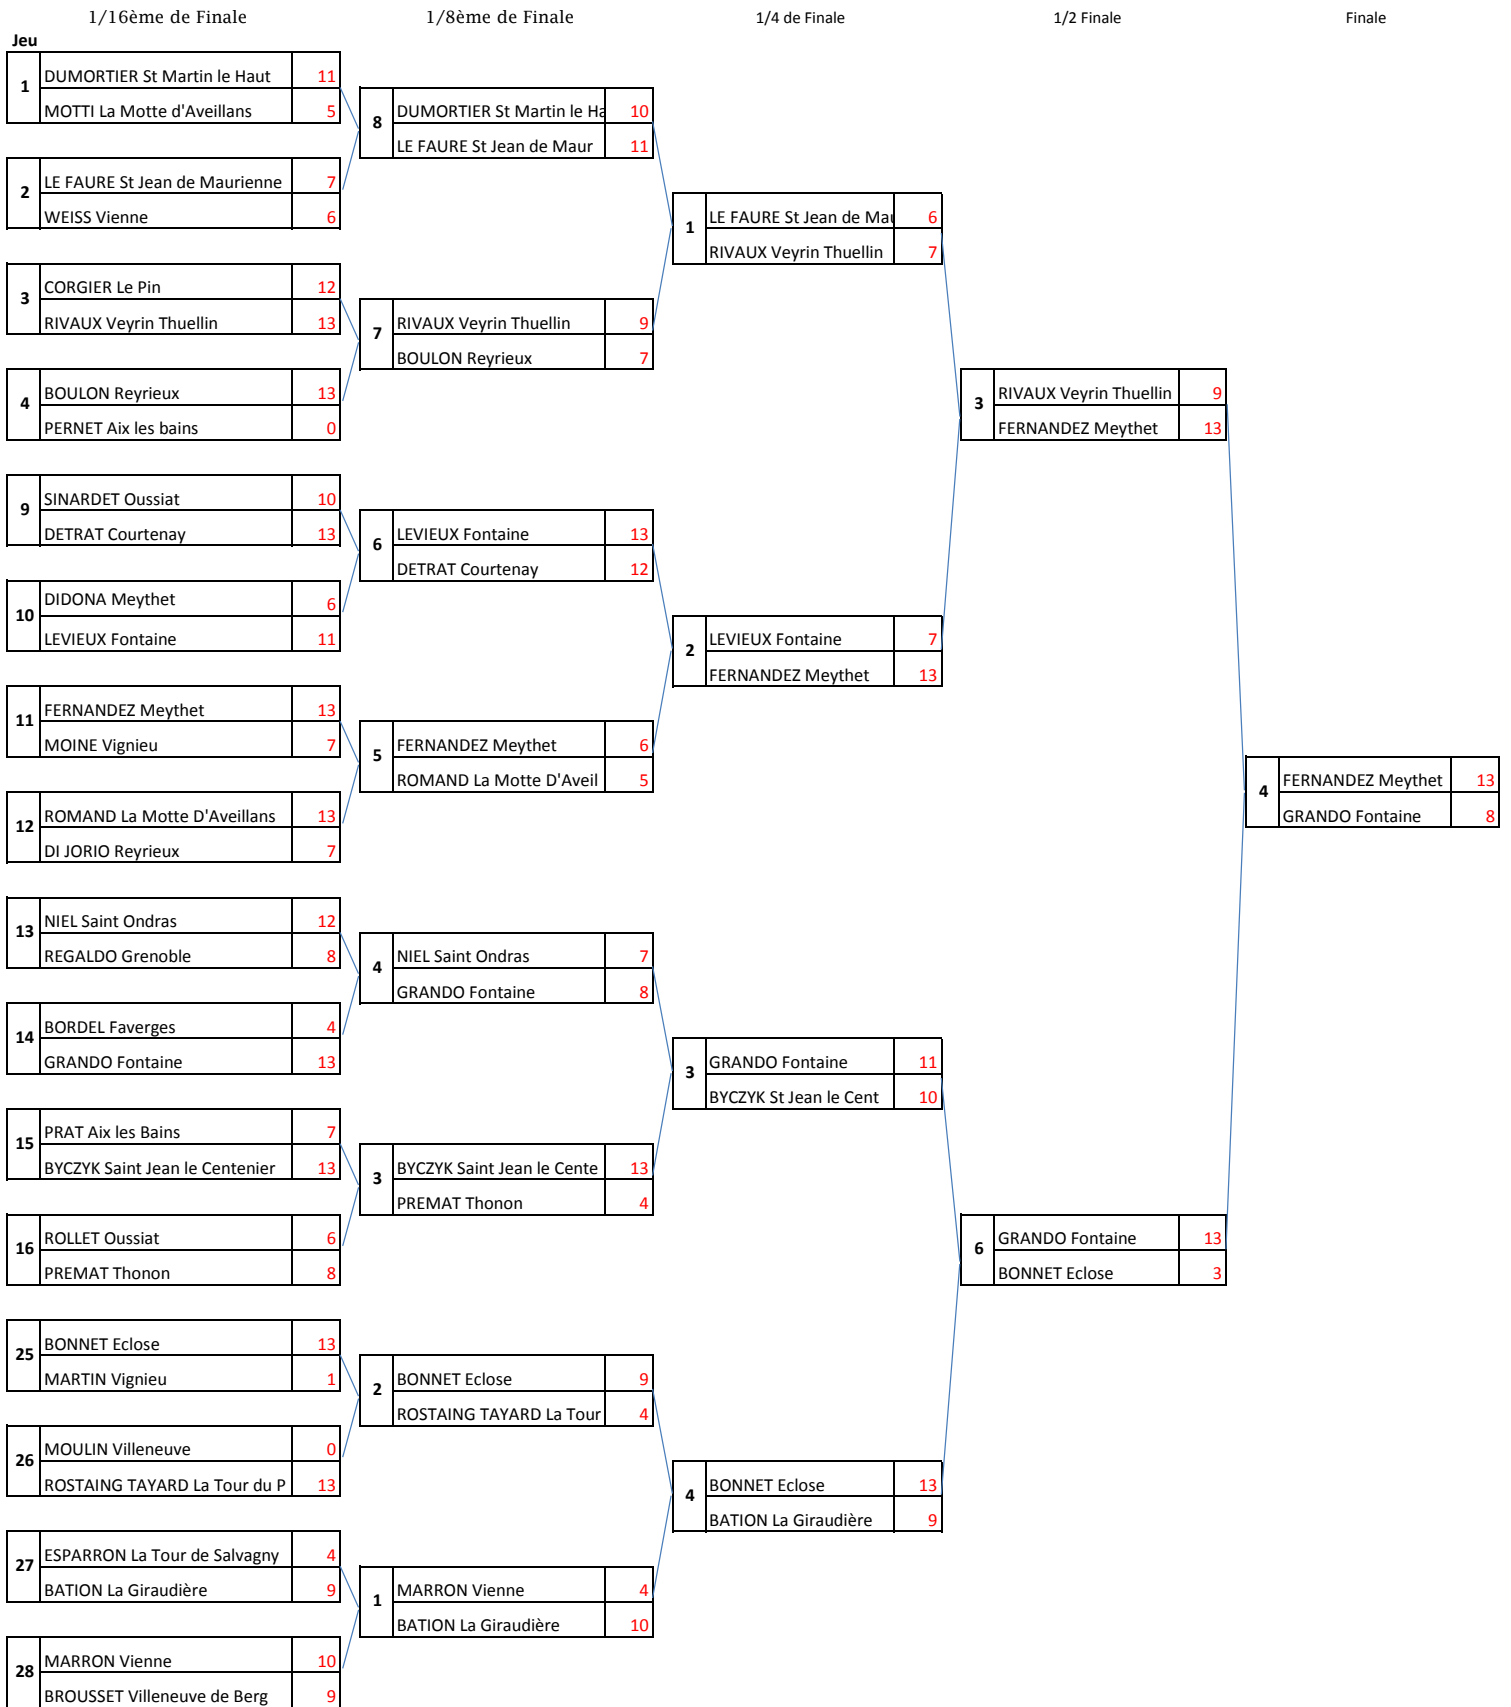 1/16ème de Finale 1/8ème de Finale 1/4 de Finale 1/2 Finale Finale
Jeu
1 DUMORTIER St Martin le Haut 11
MOTTI La Motte d'Aveillans 5
2 LE FAURE St Jean de Maurienne 7
WEISS Vienne 6
3 CORGIER Le Pin 12
RIVAUX Veyrin Thuellin 13
4 BOULON Reyrieux 13
PERNET Aix les bains 0
9 SINARDET Oussiat 10
DETRAT Courtenay 13
10 DIDONA Meythet 6
LEVIEUX Fontaine 11
11 FERNANDEZ Meythet 13
MOINE Vignieu 7
12 ROMAND La Motte D'Aveillans 13
DI JORIO Reyrieux 7
13 NIEL Saint Ondras 12
REGALDO Grenoble 8
14 BORDEL Faverges 4
GRANDO Fontaine 13
15 PRAT Aix les Bains 7
BYCZYK Saint Jean le Centenier 13
16 ROLLET Oussiat 6
PREMAT Thonon 8
25 BONNET Eclose 13
MARTIN Vignieu 1
26 MOULIN Villeneuve 0
ROSTAING TAYARD La Tour du P 13
27 ESPARRON La Tour de Salvagny 4
BATION La Giraudière 9
28 MARRON Vienne 10
BROUSSET Villeneuve de Berg 9
8 DUMORTIER St Martin le Ha 10
LE FAURE St Jean de Maur 11
7 RIVAUX Veyrin Thuellin 9
BOULON Reyrieux 7
6 LEVIEUX Fontaine 13
DETRAT Courtenay 12
5 FERNANDEZ Meythet 6
ROMAND La Motte D'Aveil 5
4 NIEL Saint Ondras 7
GRANDO Fontaine 8
3 BYCZYK Saint Jean le Cente 13
PREMAT Thonon 4
2 BONNET Eclose 9
ROSTAING TAYARD La Tour 4
1 MARRON Vienne 4
BATION La Giraudière 10
1 LE FAURE St Jean de Mau 6
RIVAUX Veyrin Thuellin 7
2 LEVIEUX Fontaine 7
FERNANDEZ Meythet 13
3 GRANDO Fontaine 11
BYCZYK St Jean le Cent 10
4 BONNET Eclose 13
BATION La Giraudière 9
3 RIVAUX Veyrin Thuellin 9
FERNANDEZ Meythet 13
6 GRANDO Fontaine 13
BONNET Eclose 3
4 FERNANDEZ Meythet 13
GRANDO Fontaine 8